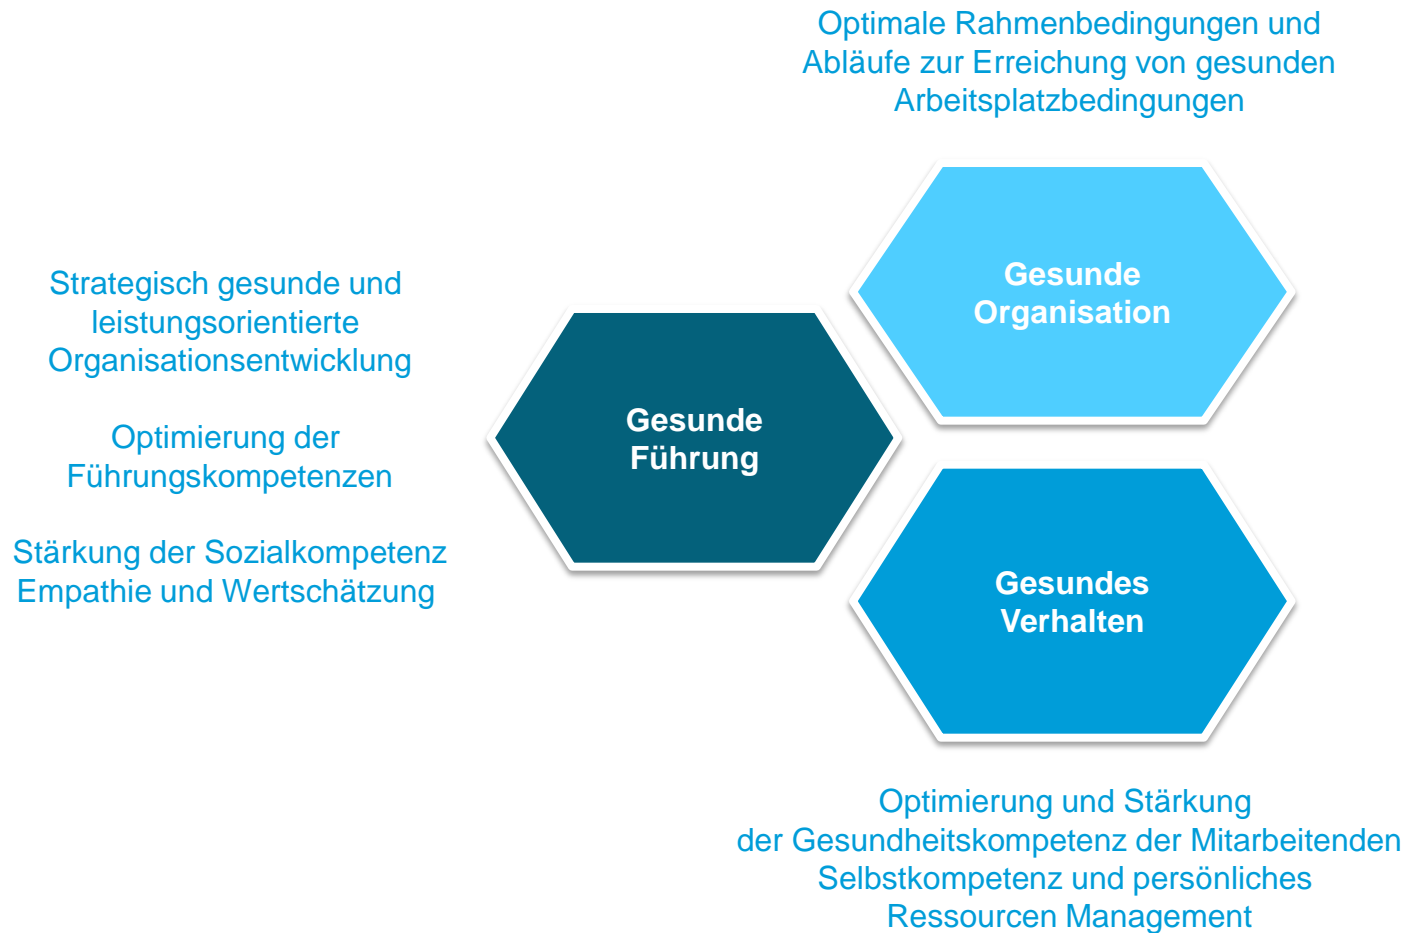 Optimale Rahmenbedingungen und
Abläufe zur Erreichung von gesunden
Arbeitsplatzbedingungen
Gesunde
Organisation
Strategisch gesunde und
leistungsorientierte
Organisationsentwicklung
Optimierung der
Führungskompetenzen
Stärkung der Sozialkompetenz
Empathie und Wertschätzung
Gesunde
Führung
Gesundes
Verhalten
Optimierung und Stärkung
der Gesundheitskompetenz der Mitarbeitenden
Selbstkompetenz und persönliches
Ressourcen Management